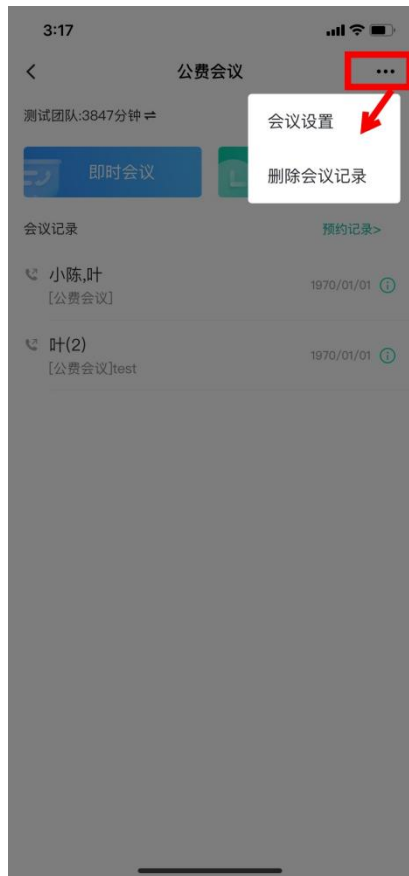 3:17
公费会议
测试团队:3847分钟
会议设置
即时会议
删除会议记录
会议记录
预约记录>
小陈,叶
1970/01/01
[公费会议]
叶(2)
1970/01/01
[公费会议]test